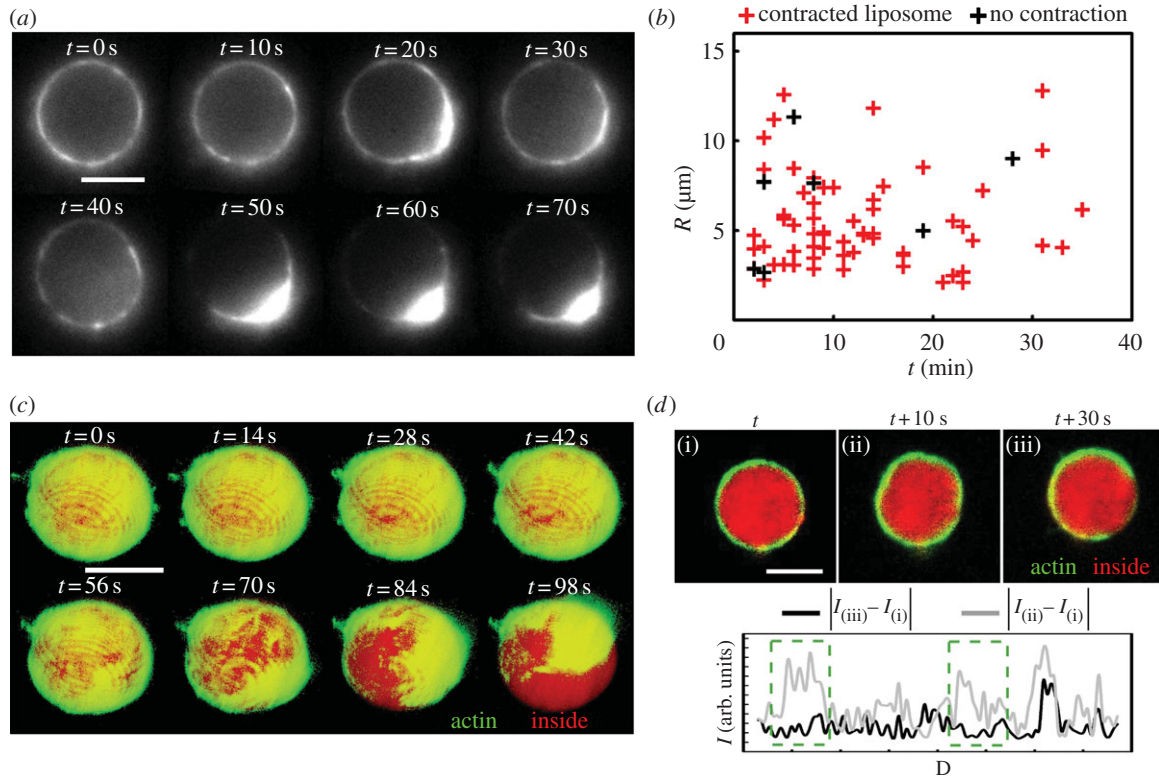 (a)
t=0 s t=10 s t=20 s t=30 s
t=40 s t=50 s t=60 s t=70 s
(b)
contracted liposome no contraction
15
10
5
R (μm)
0 10 20 30 40
t (min)
(c)
t=0 s t=14 s t=28 s t=42 s
t=56 s t=70 s t=84 s t=98 s
actin inside
(d)
t t+10 s t+30 s
(i) (ii) (iii)
actin inside
|I(iii)–I(i)| |I(ii)–I(i)|
I (arb. units)
D